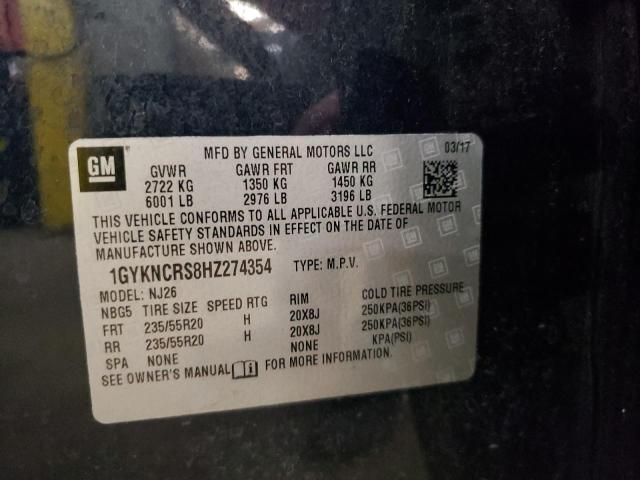 GM
MFD BY GENERAL MOTORS LLC 03/17
GVWR GAWR FRT GAWR RR
2722 KG 1350 KG 1450 KG
6001 LB 2976 LB 3196 LB
THIS VEHICLE CONFORMS TO ALL APPLICABLE U.S. FEDERAL MOTOR
VEHICLE SAFETY STANDARDS IN EFFECT ON THE DATE OF
MANUFACTURE SHOWN ABOVE.
1GYKNCRS8HZ274354 TYPE: M.P.V.
MODEL: NJ26
NBG5 TIRE SIZE SPEED RTG RIM COLD TIRE PRESSURE
FRT 235/55R20 H 20X8J 250KPA(36PSI)
RR 235/55R20 H 20X8J 250KPA(36PSI)
SPA NONE NONE KPA(PSI)
SEE OWNER'S MANUAL FOR MORE INFORMATION.